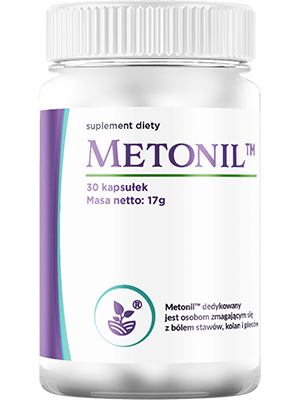 suplement diety
METONIL™
30 kapsułek
Masa netto: 17g
®
Metonil™ dedykowany
jest osobom zmagającym się
z bólem stawów, kolan i pleców